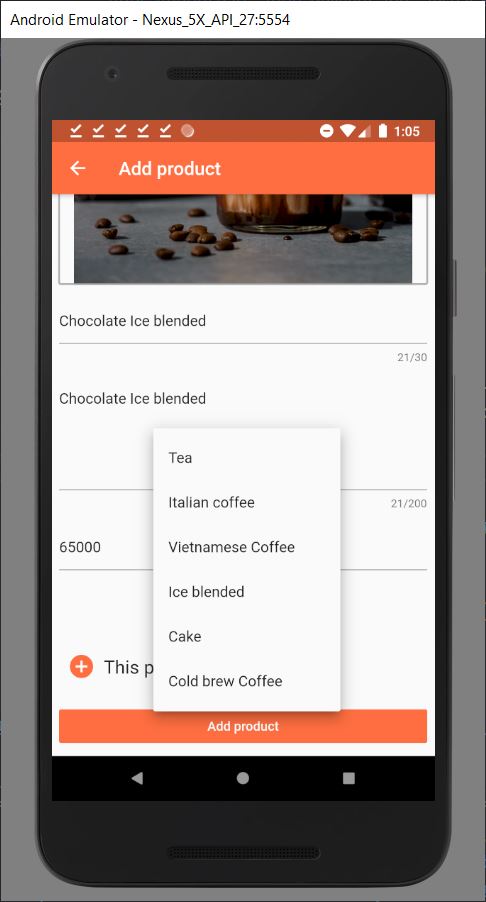 Android Emulator - Nexus_5X_API_27:5554
1:05
Add product
Chocolate Ice blended
21/30
Chocolate Ice blended
Tea
Italian coffee
21/200
65000
Vietnamese Coffee
Ice blended
Cake
This p
Cold brew Coffee
Add product